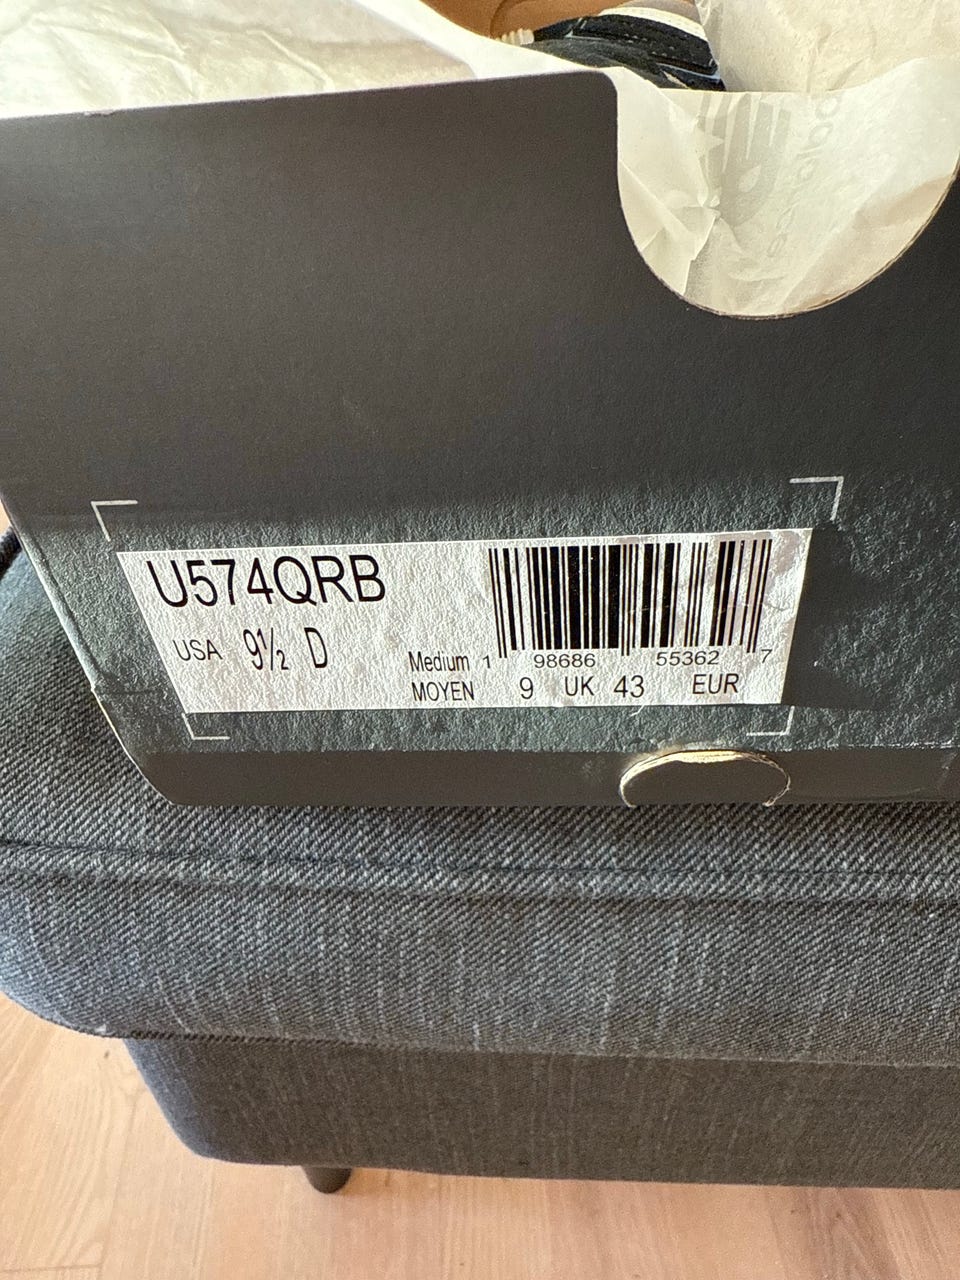 U574QRB
USA 9½ D
Medium
MOYEN
1 98686 55362 7
9 UK 43 EUR